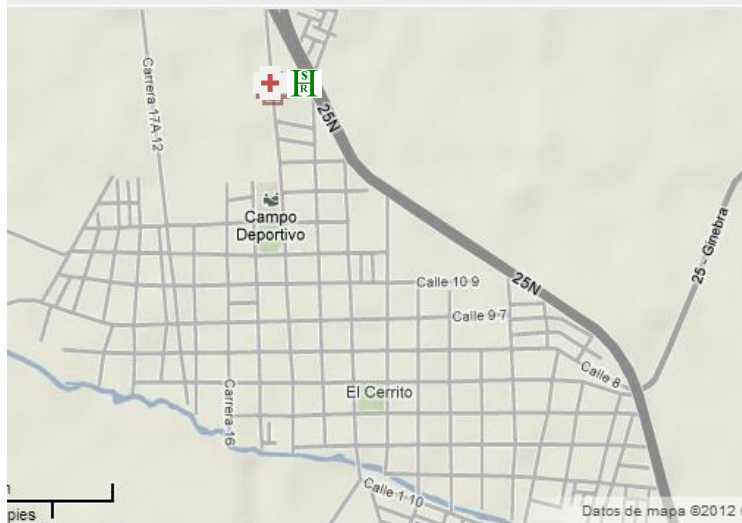 H
S
R
25N
Carrera 17A 12
Campo
Deportivo
25 - Ginebra
Calle 10 9
25N
Calle 9 7
Calle 8
El Cerrito
Carrera 16
Calle 1 10
pies
Datos de mapa ©2012